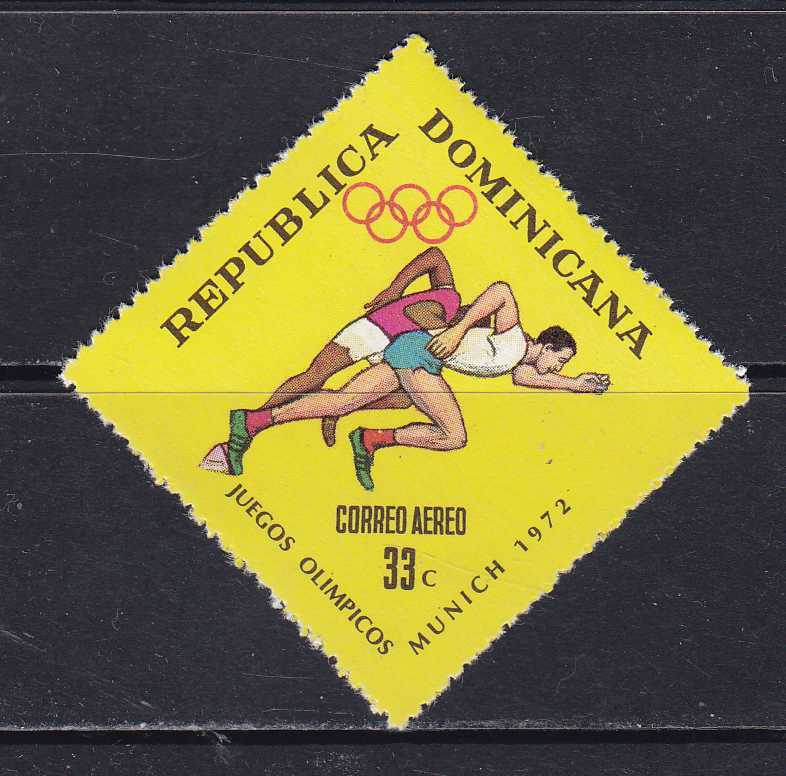 REPUBLICA DOMINICANA
CORREO AEREO
33 C
JUEGOS OLIMPICOS MUNICH 1972